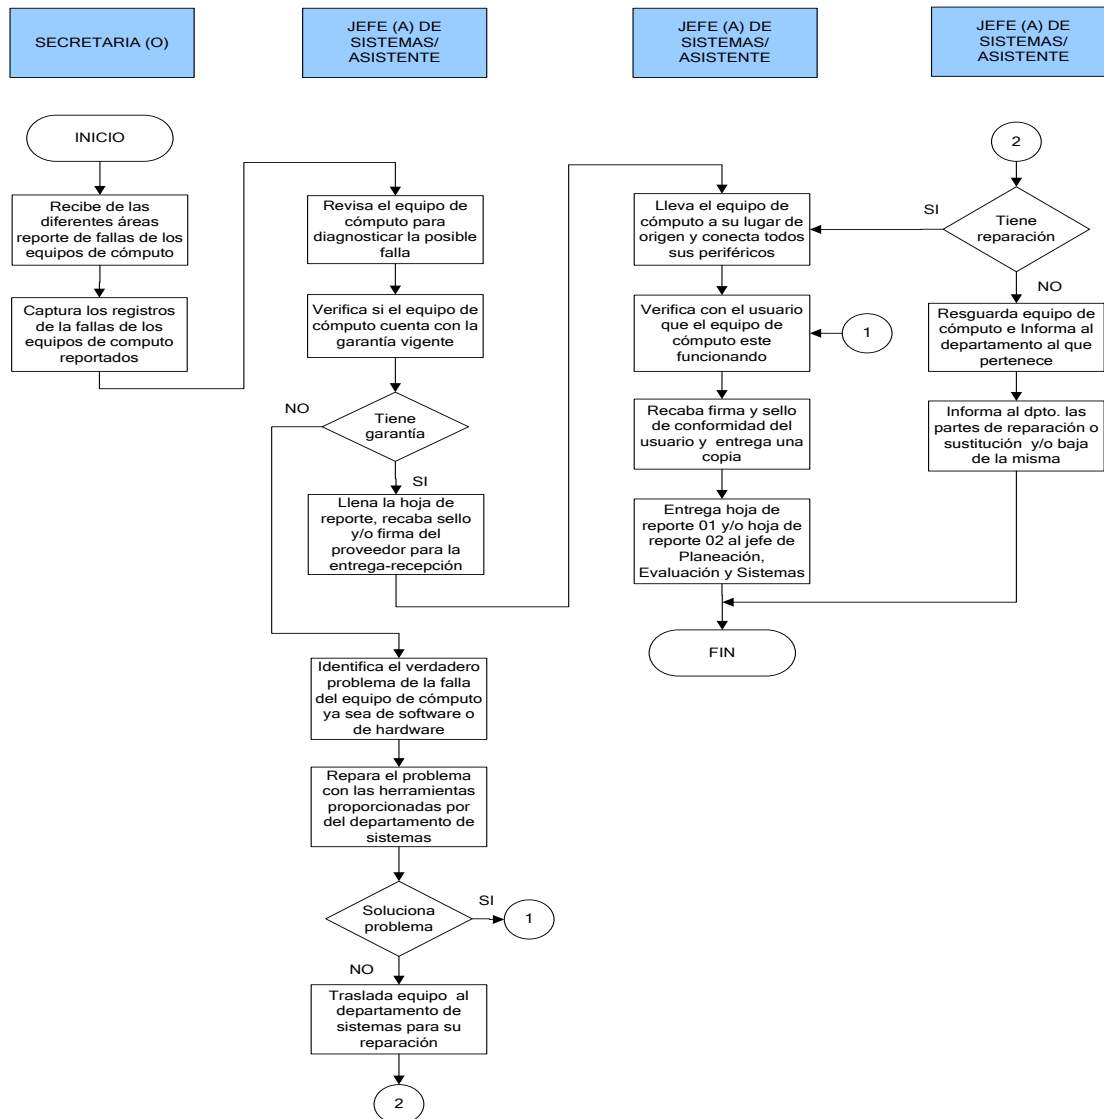 SECRETARIA (O)
JEFE (A) DE
SISTEMAS/
ASISTENTE
JEFE (A) DE
SISTEMAS/
ASISTENTE
JEFE (A) DE
SISTEMAS/
ASISTENTE
INICIO
Recibe de las
diferentes áreas
reporte de fallas de los
equipos de cómputo
Captura los registros
de la fallas de los
equipos de computo
reportados
Revisa el equipo de
cómputo para
diagnosticar la posible
falla
Verifica si el equipo de
cómputo cuenta con la
garantía vigente
NO
Tiene
garantía
SI
Llena la hoja de
reporte, recaba sello
y/o firma del
proveedor para la
entrega-recepción
Identifica el verdadero
problema de la falla
del equipo de cómputo
ya sea de software o
de hardware
Repara el problema
con las herramientas
proporcionadas por
del departamento de
sistemas
Soluciona
problema
SI
1
NO
Traslada equipo al
departamento de
sistemas para su
reparación
2
Lleva el equipo de
cómputo a su lugar de
origen y conecta todos
sus periféricos
Verifica con el usuario
que el equipo de
cómputo este
funcionando
1
Recaba firma y sello
de conformidad del
usuario y entrega una
copia
Entrega hoja de
reporte 01 y/o hoja de
reporte 02 al jefe de
Planeación,
Evaluación y Sistemas
FIN
2
SI
Tiene
reparación
NO
Resguarda equipo de
cómputo e Informa al
departamento al que
pertenece
Informa al dpto. las
partes de reparación o
sustitución y/o baja
de la misma